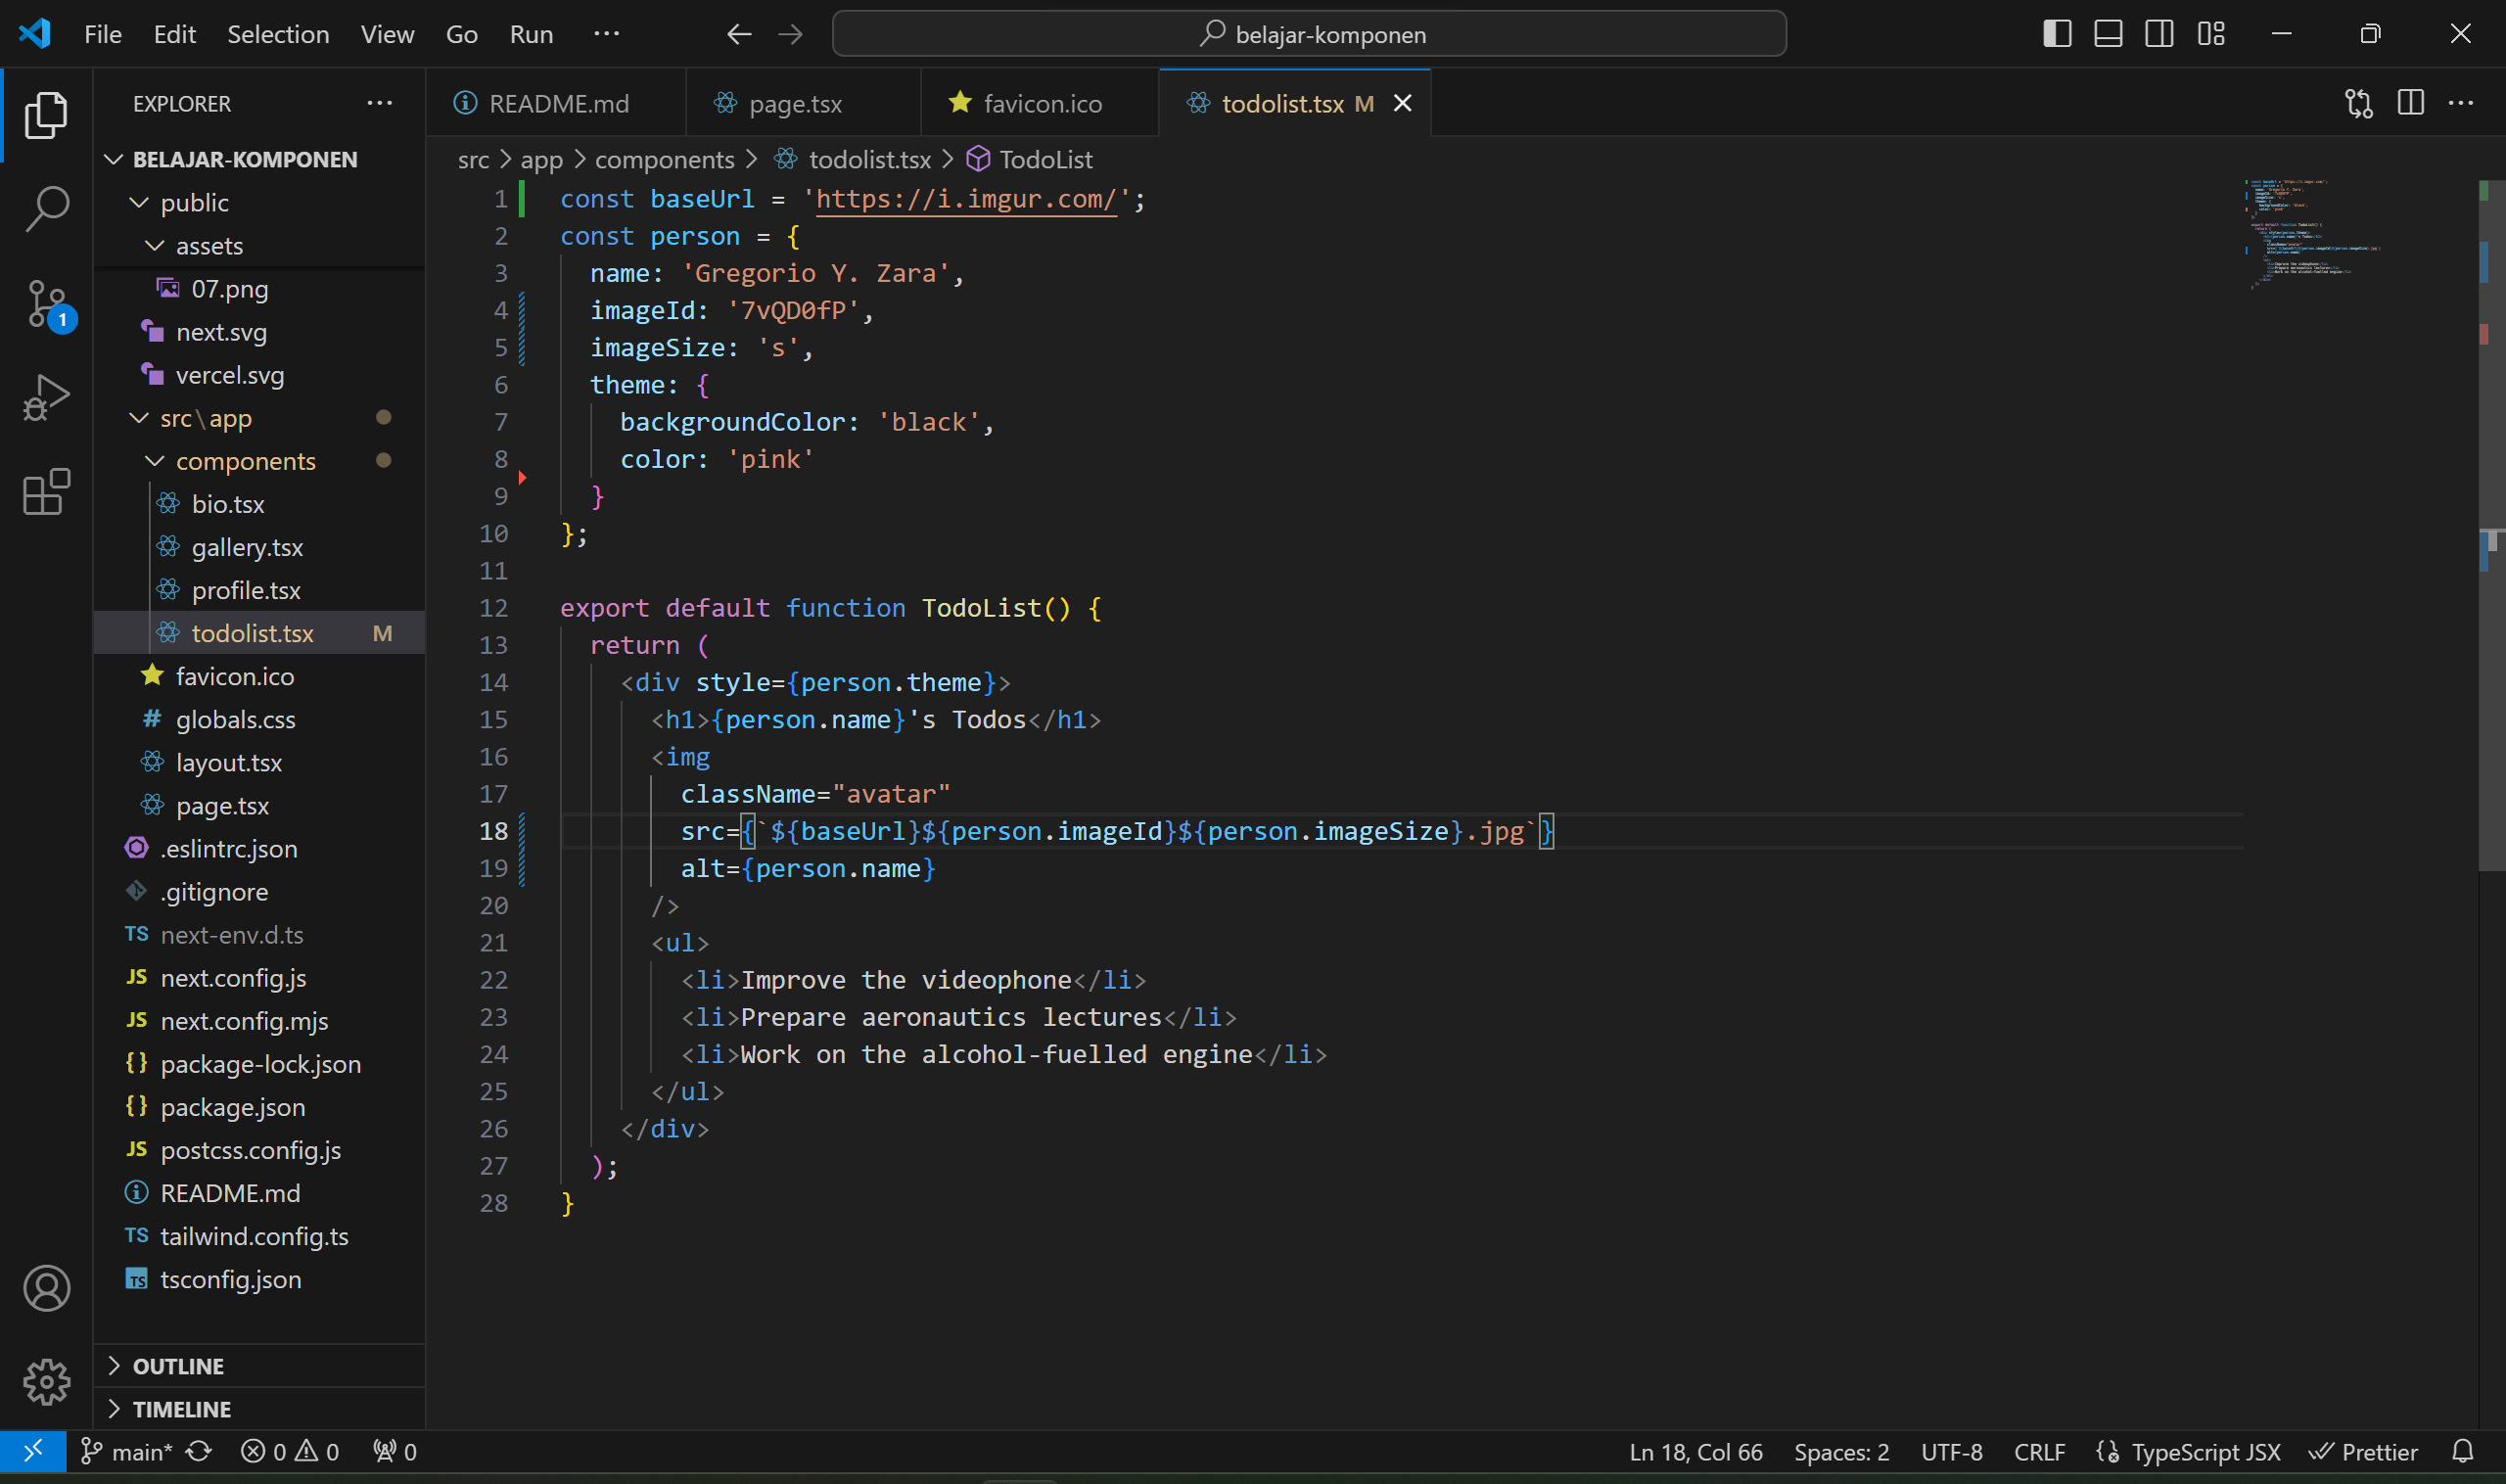 File Edit Selection View Go Run ··· belajar-komponen
EXPLORER ···
BELAJAR-KOMPONEN
public
assets
07.png
next.svg
vercel.svg
src\app
components
bio.tsx
gallery.tsx
profile.tsx
todolist.tsx M
favicon.ico
# globals.css
layout.tsx
page.tsx
.eslintrc.json
.gitignore
TS next-env.d.ts
JS next.config.js
JS next.config.mjs
{} package-lock.json
{} package.json
JS postcss.config.js
README.md
TS tailwind.config.ts
TS tsconfig.json
OUTLINE
TIMELINE
1
README.md page.tsx favicon.ico todolist.tsx M
src > app > components > todolist.tsx > TodoList
1 const baseUrl = 'https://i.imgur.com/';
2 const person = {
3 name: 'Gregorio Y. Zara',
4 imageId: '7vQD0fP',
5 imageSize: 's',
6 theme: {
7 backgroundColor: 'black',
8 color: 'pink'
9 }
10 };
11
12 export default function TodoList() {
13 return (
14 <div style={person.theme}>
15 <h1>{person.name}'s Todos</h1>
16 <img
17 className="avatar"
18 src={`${baseUrl}${person.imageId}${person.imageSize}.jpg`}
19 alt={person.name}
20 />
21 <ul>
22 <li>Improve the videophone</li>
23 <li>Prepare aeronautics lectures</li>
24 <li>Work on the alcohol-fuelled engine</li>
25 </ul>
26 </div>
27 );
28 }
main* 0 0 0 Ln 18, Col 66 Spaces: 2 UTF-8 CRLF TypeScript JSX Prettier